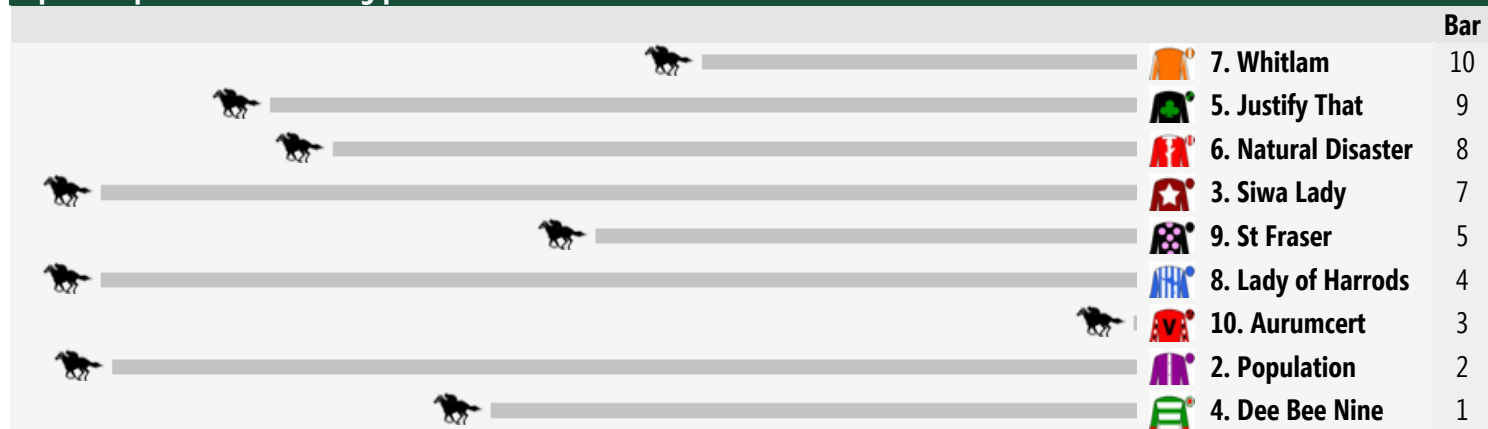 Bar
7. Whitlam 10
5. Justify That 9
6. Natural Disaster 8
3. Siwa Lady 7
9. St Fraser 5
8. Lady of Harrods 4
V 10. Aurumcert 3
2. Population 2
4. Dee Bee Nine 1